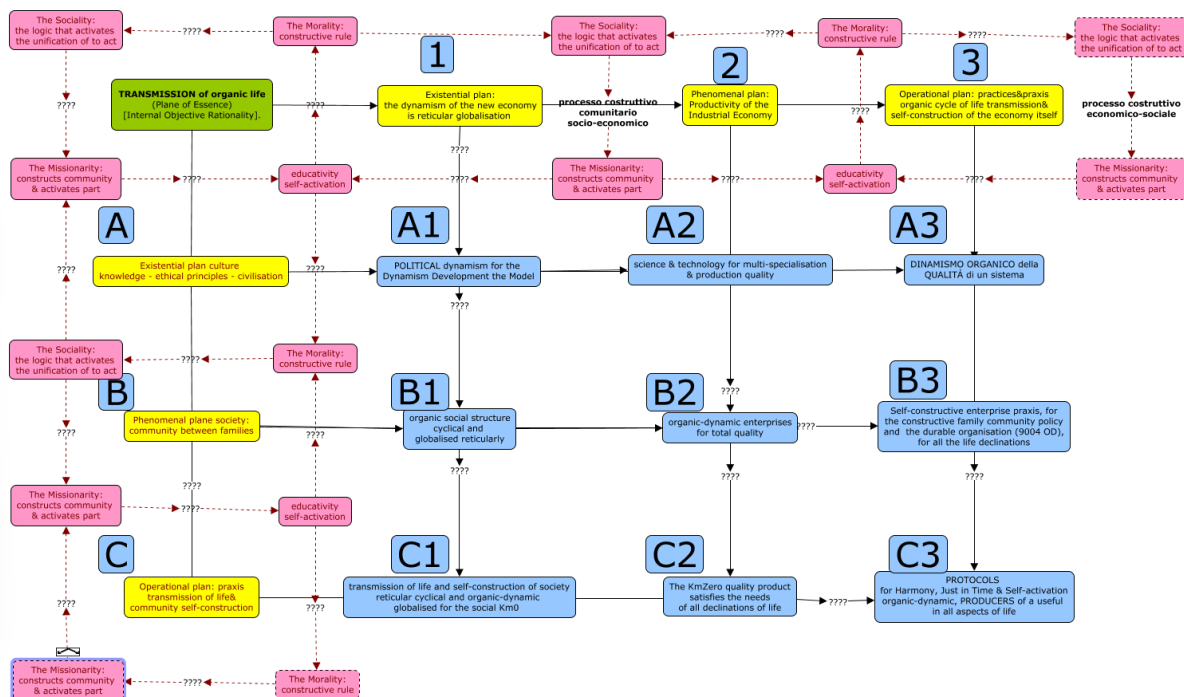 The Sociality:
the logic that activates
the unification of to act
????
????
The Morality:
constructive rule
The Sociality:
the logic that activates
the unification of to act
????
The Morality:
constructive rule
????
The Sociality:
the logic that activates
the unification of to act
1
2
3
????
TRANSMISSION of organic life
(Plane of Essence)
[Internal Objective Rationality].
????
Existential plan:
the dynamism of the new economy
is reticular globalisation
processo costruttivo
comunitario
socio-economico
Phenomenal plan:
Productivity of the
Industrial Economy
????
Operational plan: practices&praxis
organic cycle of life transmission&
self-construction of the economy itself
processo costruttivo
economico-sociale
????
The Missionarity:
constructs community
& activates part
????
educativity
self-activation
????
The Missionarity:
constructs community
& activates part
????
educativity
self-activation
????
The Missionarity:
constructs community
& activates part
A
A1
A2
A3
????
Existential plan culture
knowledge - ethical principles - civilisation
????
POLITICAL dynamism for the
Dynamism Development the Model
science & technology for multi-specialisation
& production quality
DINAMISMO ORGANICO della
QUALITÁ di un sistema
????
The Sociality:
the logic that activates
the unification of to act
????
The Morality:
constructive rule
B
B1
B2
B3
????
????
Phenomenal plane society:
community between families
????
organic social structure
cyclical and
globalised reticularly
organic-dynamic enterprises
for total quality
????
Self-constructive enterprise praxis, for
the constructive family community policy
and the durable organisation (9004 OD),
for all the life declinations
????
????
????
The Missionarity:
constructs community
& activates part
????
educativity
self-activation
C
C1
C2
C3
????
Operational plan: praxis
transmission of life&
community self-construction
????
transmission of life and self-construction of society
reticular cyclical and organic-dynamic
globalised for the social Km0
The KmZero quality product
satisfies the needs
of all declinations of life
????
PROTOCOLS
for Harmony, Just in Time & Self-activation
organic-dynamic, PRODUCERS of a useful
in all aspects of life
The Missionarity:
constructs community
& activates part
????
The Morality:
constructive rule